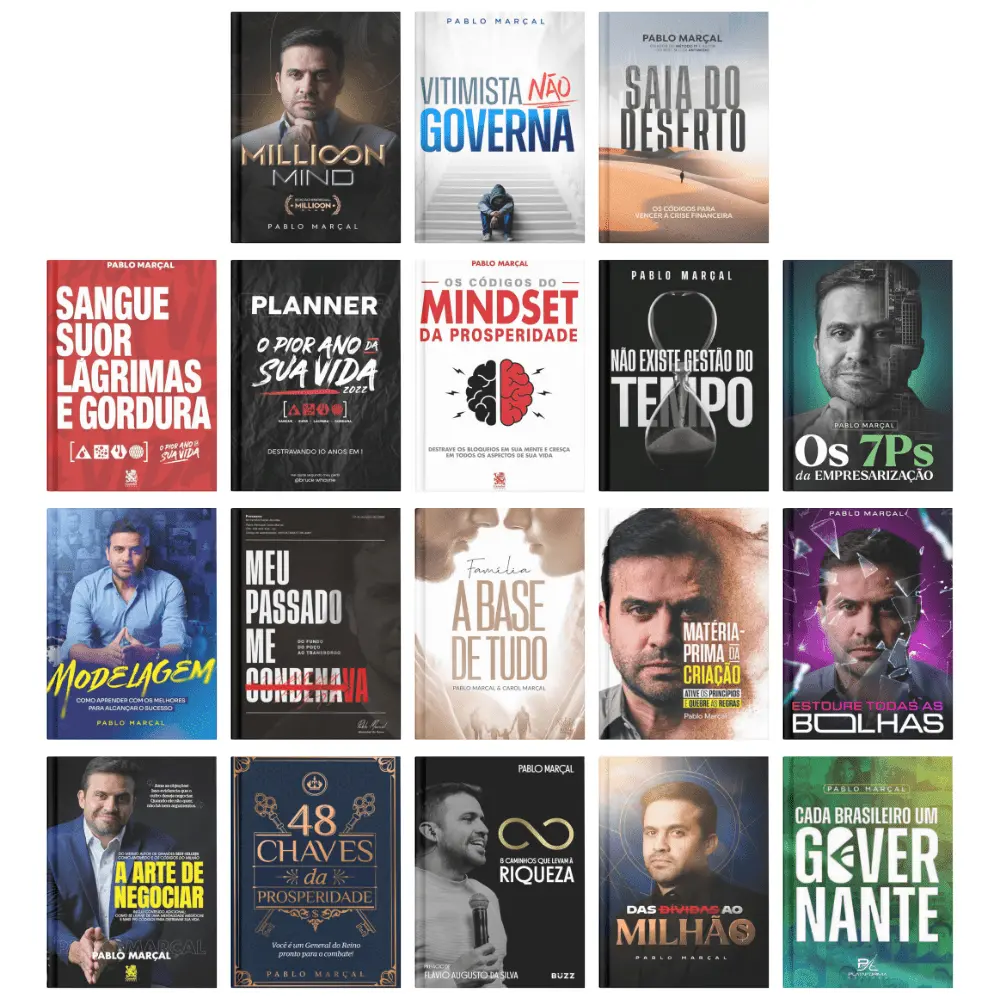 MILLIOON
MIND
MILLIOON
PABLO MARÇAL
PABLO MARÇAL
VITIMISTA NÃO
GOVERNA
PABLO MARÇAL
SAIA DO
DESERTO
OS CÓDIGOS PARA
VENCER A CRISE FINANCEIRA
PABLO MARÇAL
SANGUE
SUOR
LÁGRIMAS
E GORDURA
O PIOR ANO DA
SUA VIDA
PLANNER
O PIOR ANO DA
SUA VIDA
2022
DESTRAVANDO 10 ANOS EM 1
PABLO MARÇAL
OS CÓDIGOS DO
MINDSET
DA PROSPERIDADE
DESTRAVE OS BLOQUEIOS EM SUA MENTE E CRESÇA
EM TODOS OS ASPECTOS DE SUA VIDA
PABLO MARÇAL
NÃO EXISTE GESTÃO DO
TEMPO
PABLO MARÇAL
Os 7Ps
da EMPRESARIZAÇÃO
MODELAGEM
COMO APRENDER COM OS MELHORES
PARA ALCANÇAR O SUCESSO
PABLO MARÇAL
MEU
PASSADO
ME
CONDENAVA
DO FUNDO
DO POÇO
AO TRANSBORDO
Família
A BASE
DE TUDO
PABLO MARÇAL & CAROL MARÇAL
MATÉRIA-
PRIMA DA
CRIAÇÃO
ATIVE OS PRINCÍPIOS
E QUEBRE AS REGRAS
Pablo Marçal
PABLO MARÇAL
ESTOURE TODAS AS
BOLHAS
A ARTE DE
NEGOCIAR
PABLO MARÇAL
48
CHAVES
da
PROSPERIDADE
Você é um General do Reino
pronto para o combate!
PABLO MARÇAL
PABLO MARÇAL
8 CAMINHOS QUE LEVAM À
RIQUEZA
PREFÁCIO DE
FLÁVIO AUGUSTO DA SILVA
BUZZ
DAS DÍVIDAS AO
MILHÃO
PABLO MARÇAL
PABLO MARÇAL
CADA BRASILEIRO UM
GOVER
NANTE
PLATAFORMA